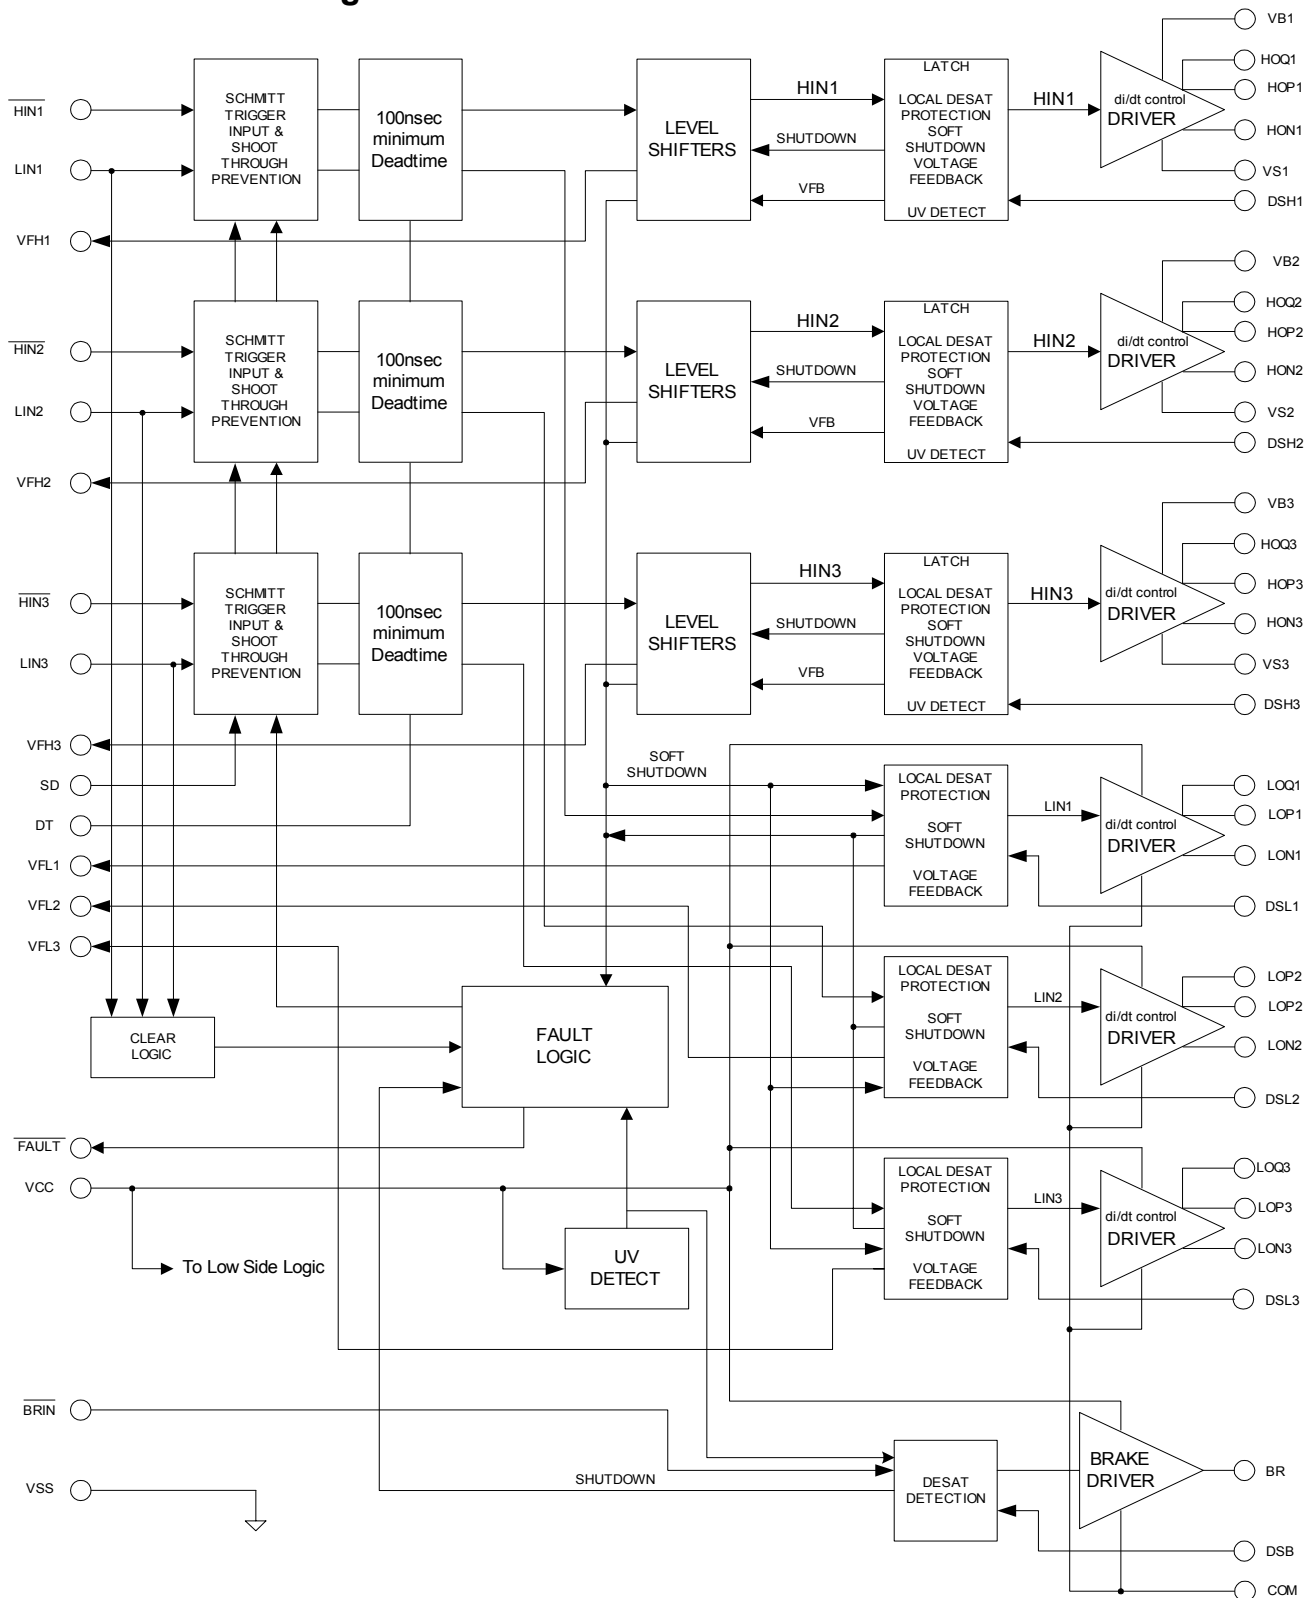 HIN1
LIN1
VFH1
HIN2
LIN2
VFH2
HIN3
LIN3
VFH3
SD
DT
VFL1
VFL2
VFL3
FAULT
VCC
BRIN
VSS
SCHMITT
TRIGGER
INPUT &
SHOOT
THROUGH
PREVENTION
100nsec
minimum
Deadtime
LEVEL
SHIFTERS
HIN1
SHUTDOWN
VFB
LATCH
LOCAL DESAT
PROTECTION
SOFT
SHUTDOWN
VOLTAGE
FEEDBACK
UV DETECT
HIN1
di/dt control
DRIVER
VB1
HOQ1
HOP1
HON1
VS1
DSH1
SCHMITT
TRIGGER
INPUT &
SHOOT
THROUGH
PREVENTION
100nsec
minimum
Deadtime
LEVEL
SHIFTERS
HIN2
SHUTDOWN
VFB
LATCH
LOCAL DESAT
PROTECTION
SOFT
SHUTDOWN
VOLTAGE
FEEDBACK
UV DETECT
HIN2
di/dt control
DRIVER
VB2
HOQ2
HOP2
HON2
VS2
DSH2
SCHMITT
TRIGGER
INPUT &
SHOOT
THROUGH
PREVENTION
100nsec
minimum
Deadtime
LEVEL
SHIFTERS
HIN3
SHUTDOWN
VFB
LATCH
LOCAL DESAT
PROTECTION
SOFT
SHUTDOWN
VOLTAGE
FEEDBACK
UV DETECT
HIN3
di/dt control
DRIVER
VB3
HOQ3
HOP3
HON3
VS3
DSH3
SOFT
SHUTDOWN
LOCAL DESAT
PROTECTION
SOFT
SHUTDOWN
VOLTAGE
FEEDBACK
LIN1
di/dt control
DRIVER
LOQ1
LOP1
LON1
DSL1
LOCAL DESAT
PROTECTION
SOFT
SHUTDOWN
VOLTAGE
FEEDBACK
LIN2
di/dt control
DRIVER
LOP2
LOP2
LON2
DSL2
LOCAL DESAT
PROTECTION
SOFT
SHUTDOWN
VOLTAGE
FEEDBACK
LIN3
di/dt control
DRIVER
LOQ3
LOP3
LON3
DSL3
CLEAR
LOGIC
FAULT
LOGIC
To Low Side Logic
UV
DETECT
SHUTDOWN
DESAT
DETECTION
BRAKE
DRIVER
BR
DSB
COM